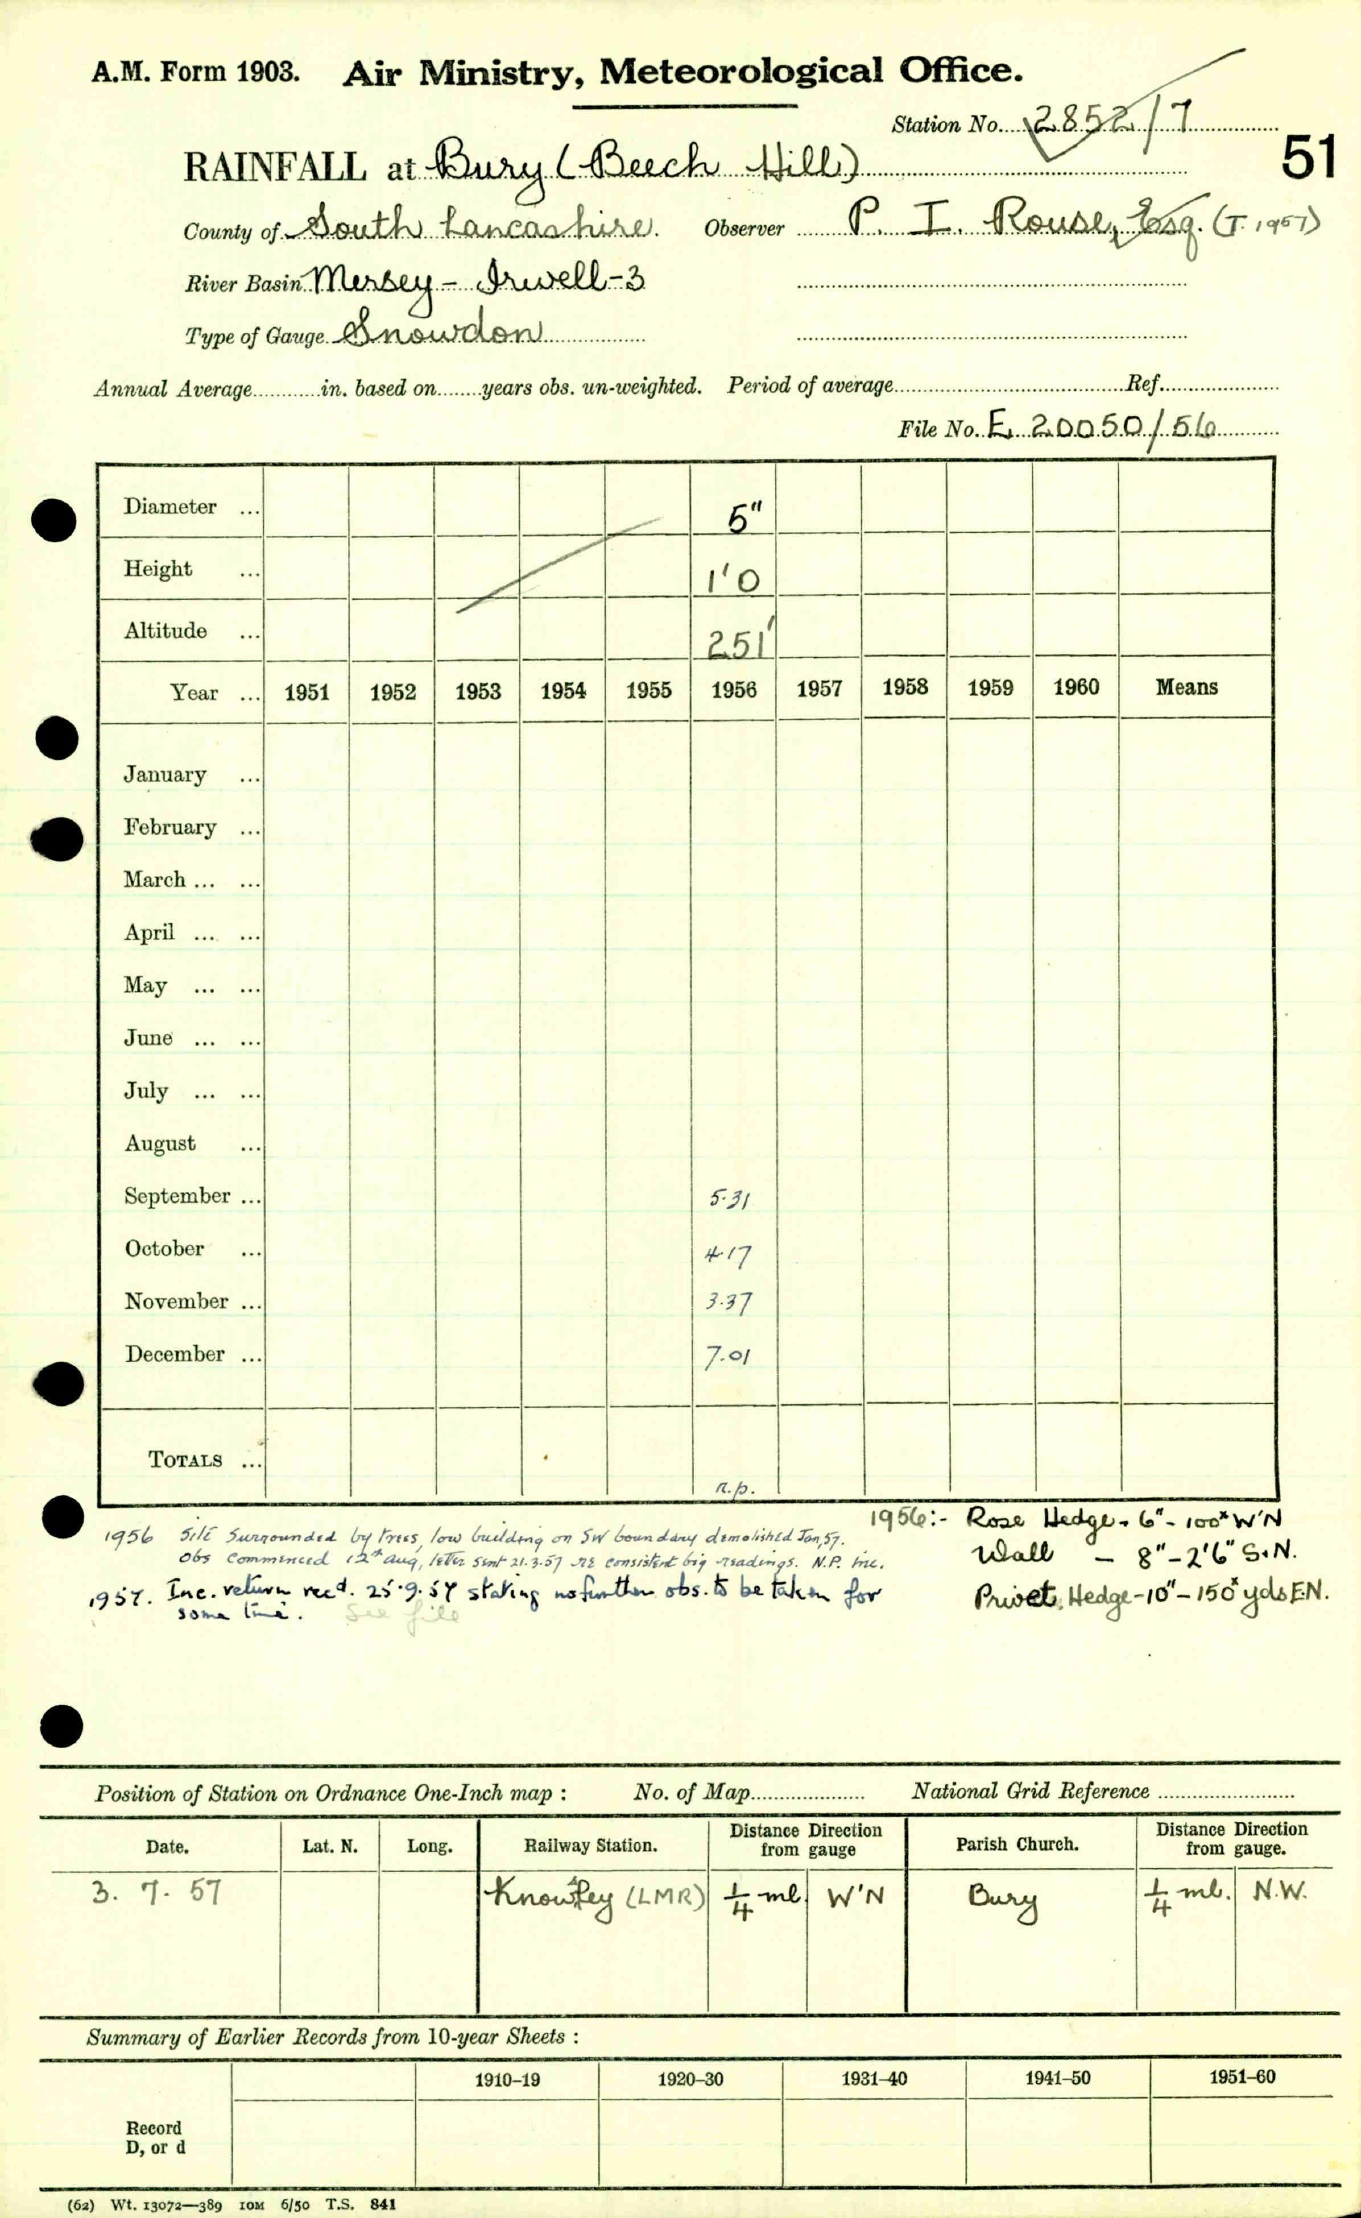 A.M. Form 1903. Air Ministry, Meteorological Office.
Station No. 2852/7
51
RAINFALL at Bury (Beech Hill)
County of South Lancashire. Observer P. I. Rouse, Esq. (T. 1957)
River Basin Mersey - Irwell-3
Type of Gauge Snowdon
Annual Average............in. based on........years obs. un-weighted. Period of average.............Ref.............
File No. E 20050/56
Diameter ... 5"
Height ... 1'0
Altitude ... 251'
Year ... 1951 1952 1953 1954 1955 1956 1957 1958 1959 1960 Means
January ...
February ...
March ... ...
April ... ...
May ... ...
June ... ...
July ... ...
August ...
September ... 5.31
October ... 4.17
November ... 3.37
December ... 7.01
TOTALS ... n.p.
1956 Site surrounded by trees, low building on SW boundary demolished Jan, 57.
Obs commenced 12th Aug, letter sent 21.3.57 re consistent big readings. N.P. Inc.
1957. Inc. return recd. 25.9.57 stating no further obs. to be taken for
some time. See file
1956:- Rose Hedge - 6" - 100x W'N
Wall - 8" - 2'6" S.N.
Privet Hedge - 10" - 150x yds EN.
Position of Station on Ordnance One-Inch map : No. of Map.................... National Grid Reference ........................
Date. Lat. N. Long. Railway Station. Distance Direction from gauge Parish Church. Distance Direction from gauge.
3. 7. 57 (LMR) 1/4 ml W'N Bury 1/4 ml. N.W.
Summary of Earlier Records from 10-year Sheets :
1910–19 1920–30 1931–40 1941–50 1951–60
Record
D, or d
(62) Wt. 13072—389 10M 6/50 T.S. 841